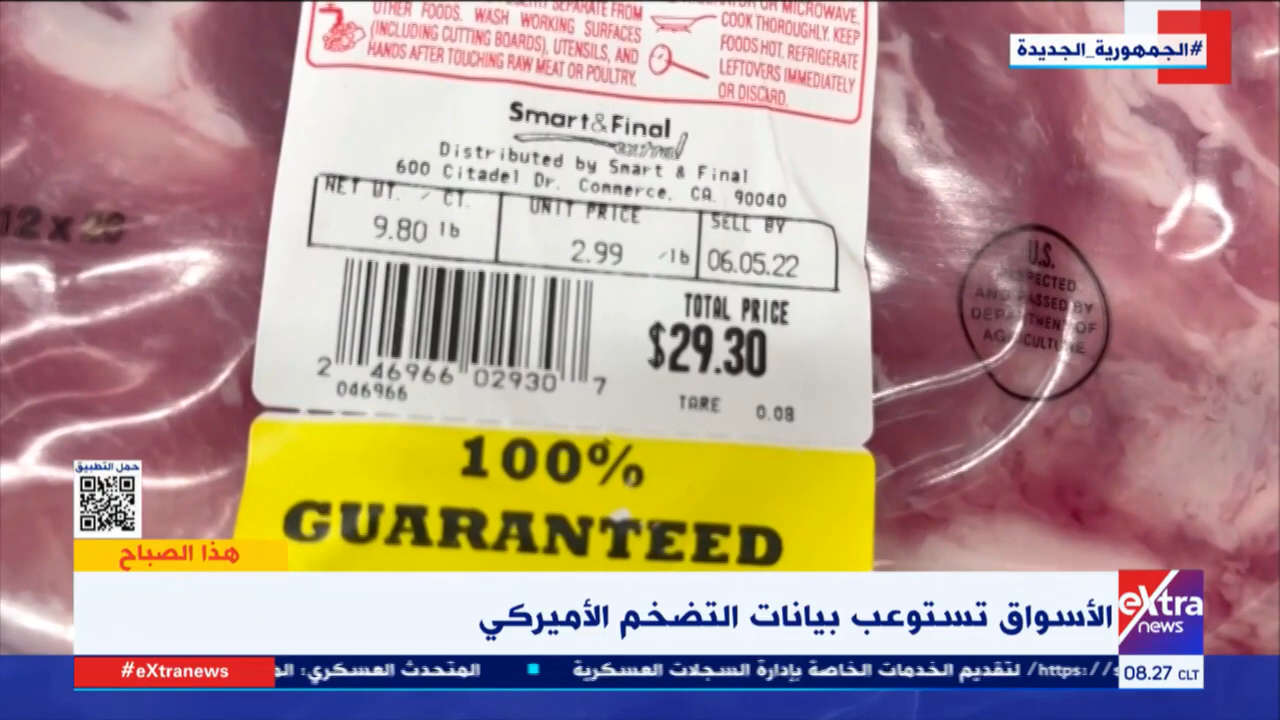 OTHER FOODS. WASH WORKING SURFACES
(INCLUDING CUTTING BOARDS), UTENSILS, AND
HANDS AFTER TOUCHING RAW MEAT OR POULTRY.
OR MICROWAVE.
COOK THOROUGHLY. KEEP
FOODS HOT. REFRIGERATE
LEFTOVERS IMMEDIATELY
OR DISCARD.
#الجمهورية_الجديدة
Smart&Final
extra!
Distributed by Smart & Final
600 Citadel Dr. Commerce, CA. 90040
NET WT. / CT.
9.80 lb
UNIT PRICE
2.99 /lb
SELL BY
06.05.22
TOTAL PRICE
$29.30
2 46966 02930 7
046966
TARE 0.08
U.S.
INSPECTED
AND PASSED BY
DEPARTMENT OF
AGRICULTURE
100%
GUARANTEED
حمل التطبيق
هذا الصباح
الأسواق تستوعب بيانات التضخم الأميركي
eXtra
news
#eXtranews
https:// لتقديم الخدمات الخاصة بإدارة السجلات العسكرية
المتحدث العسكري:
08.27 CLT